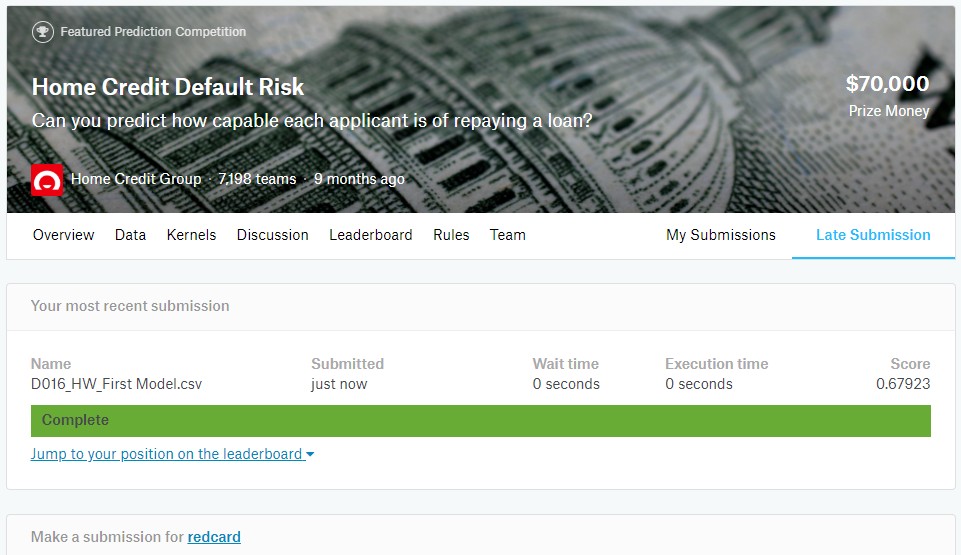 Featured Prediction Competition
Home Credit Default Risk
$70,000
Can you predict how capable each applicant is of repaying a loan?
Prize Money
Home Credit Group · 7,198 teams · 9 months ago
Overview Data Kernels Discussion Leaderboard Rules Team My Submissions Late Submission
Your most recent submission
Name Submitted Wait time Execution time Score
D016_HW_First Model.csv just now 0 seconds 0 seconds 0.67923
Complete
Jump to your position on the leaderboard
Make a submission for redcard